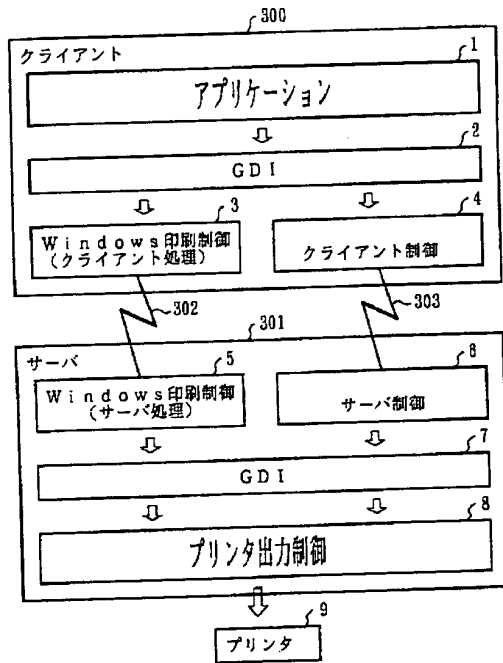 300
クライアント
1
アプリケーション
2
GDI
3
4
Windows印刷制御
(クライアント処理)
クライアント制御
302
303
301
サーバ
5
6
Windows印刷制御
(サーバ処理)
サーバ制御
7
GDI
8
プリンタ出力制御
9
プリンタ